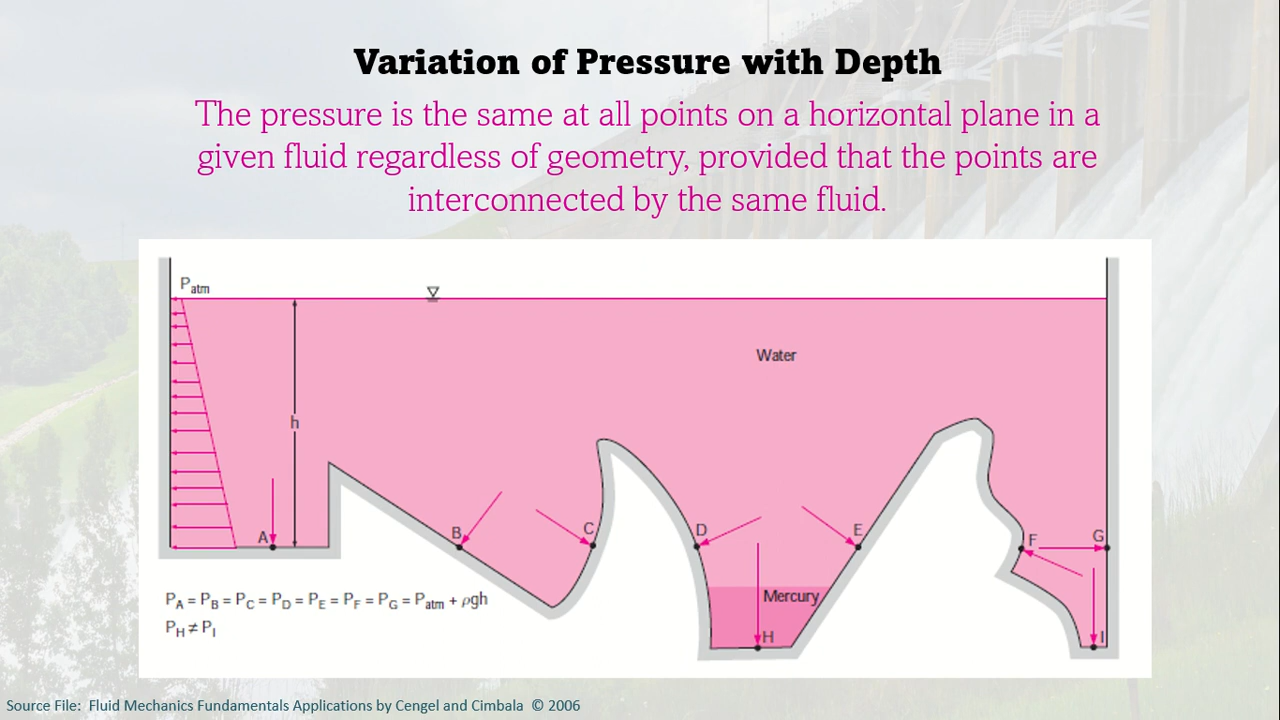 Variation of Pressure with Depth
The pressure is the same at all points on a horizontal plane in a
given fluid regardless of geometry, provided that the points are
interconnected by the same fluid.
Patm
Water
h
A
B
C
D
E
F
G
Mercury
H
I
PA = PB = PC = PD = PE = PF = PG = Patm + ρgh
PH ≠ PI
Source File: Fluid Mechanics Fundamentals Applications by Cengel and Cimbala © 2006